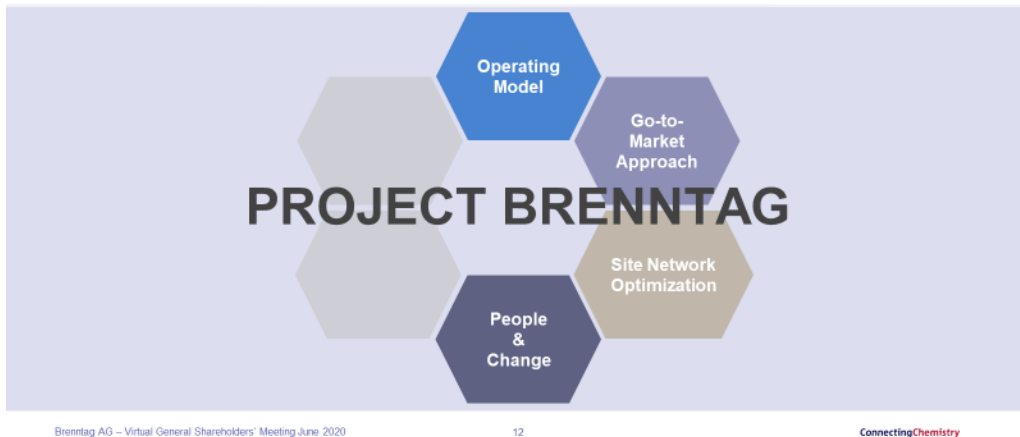 Operating
Model
Go-to-
Market
Approach
PROJECT BRENNTAG
Site Network
Optimization
People
&
Change
Brenntag AG – Virtual General Shareholders' Meeting June 2020
12
ConnectingChemistry